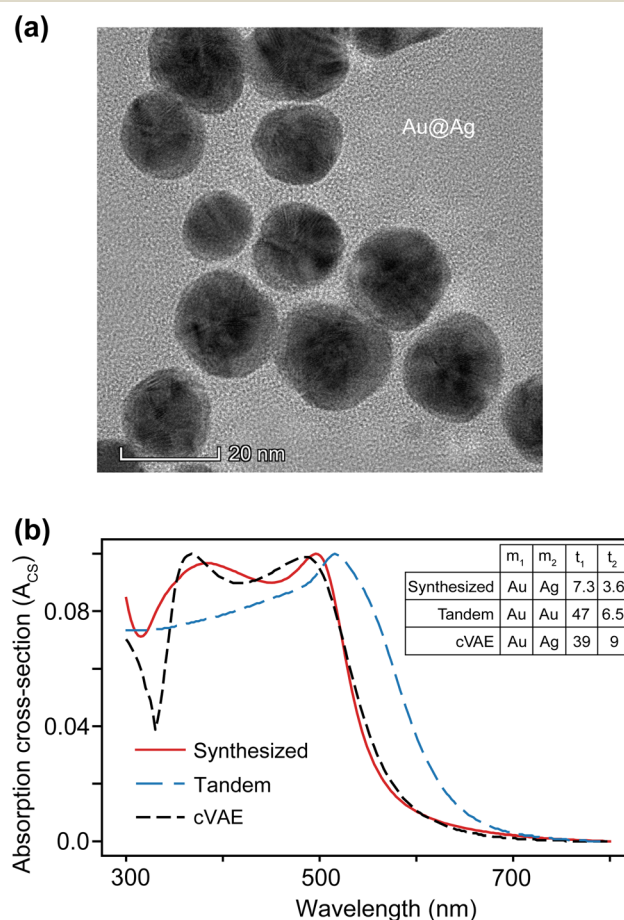 (a)
Au@Ag
20 nm
(b)
Absorption cross-section (A_CS)
0.08
0.04
0.0
300
500
700
Wavelength (nm)
Synthesized
Tandem
cVAE
m₁ m₂ t₁ t₂
Synthesized Au Ag 7.3 3.6
Tandem Au Au 47 6.5
cVAE Au Ag 39 9